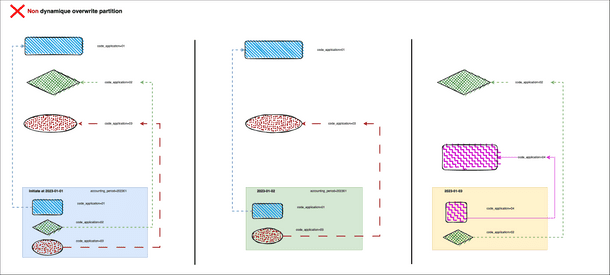 Non dynamique overwrite partition
code_application=01
code_application=02
code_application=03
Initiale at 2023-01-01
accounting_period=202301
code_application=01
code_application=02
code_application=03
code_application=01
code_application=03
2023-01-02
accounting_period=202301
code_application=01
code_application=03
code_application=02
code_application=04
2023-01-03
code_application=04
code_application=02